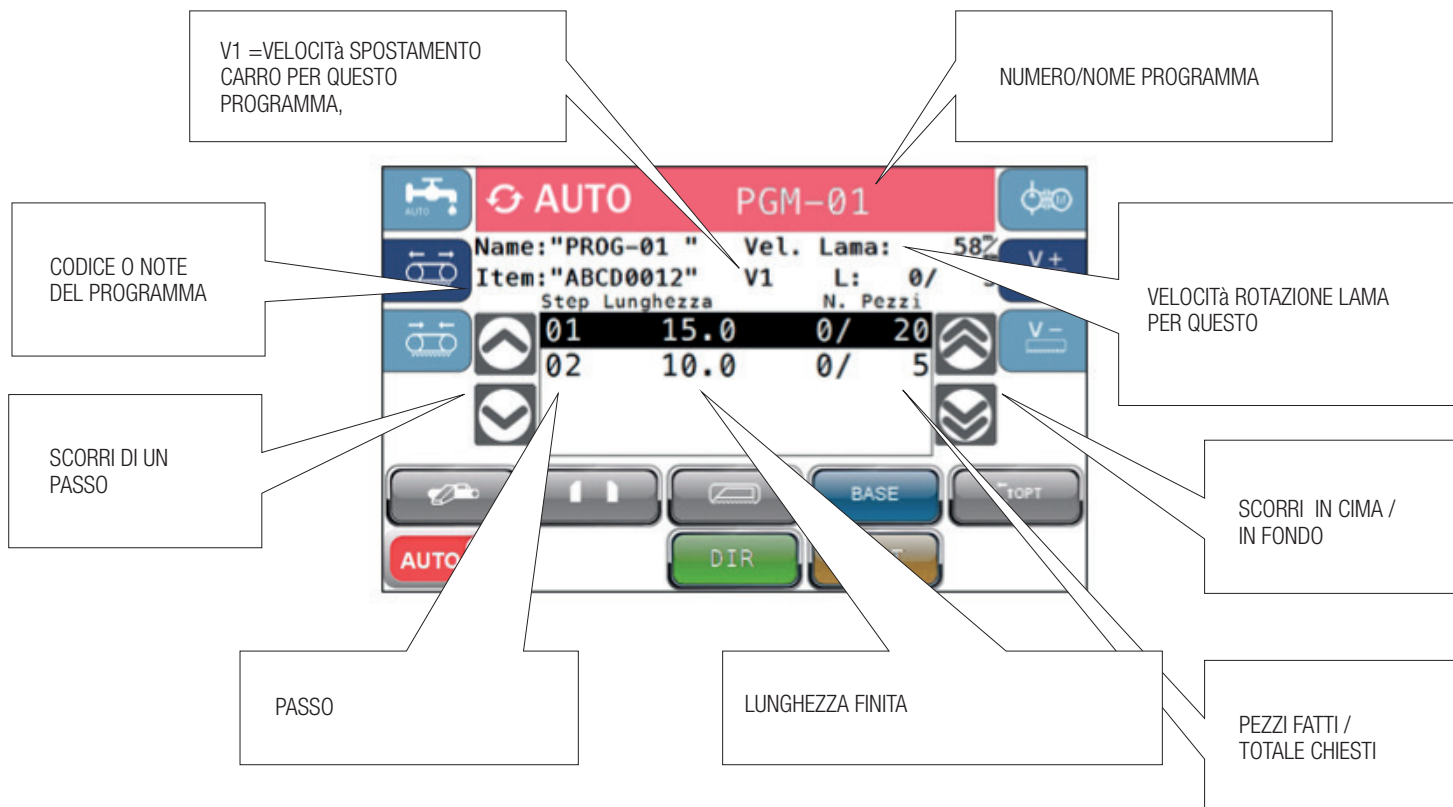 V1 =VELOCITà SPOSTAMENTO
CARRO PER QUESTO
PROGRAMMA,
NUMERO/NOME PROGRAMMA
CODICE O NOTE
DEL PROGRAMMA
VELOCITà ROTAZIONE LAMA
PER QUESTO
SCORRI DI UN
PASSO
SCORRI IN CIMA /
IN FONDO
PASSO
LUNGHEZZA FINITA
PEZZI FATTI /
TOTALE CHIESTI
AUTO
AUTO PGM-01
Name:"PROG-01 " Vel. Lama: 58
V +
Item:"ABCD0012" V1 L: 0/
Step Lunghezza N. Pezzi
01 15.0 0/ 20
V -
02 10.0 0/ 5
BASE
OPT
AUTO
DIR